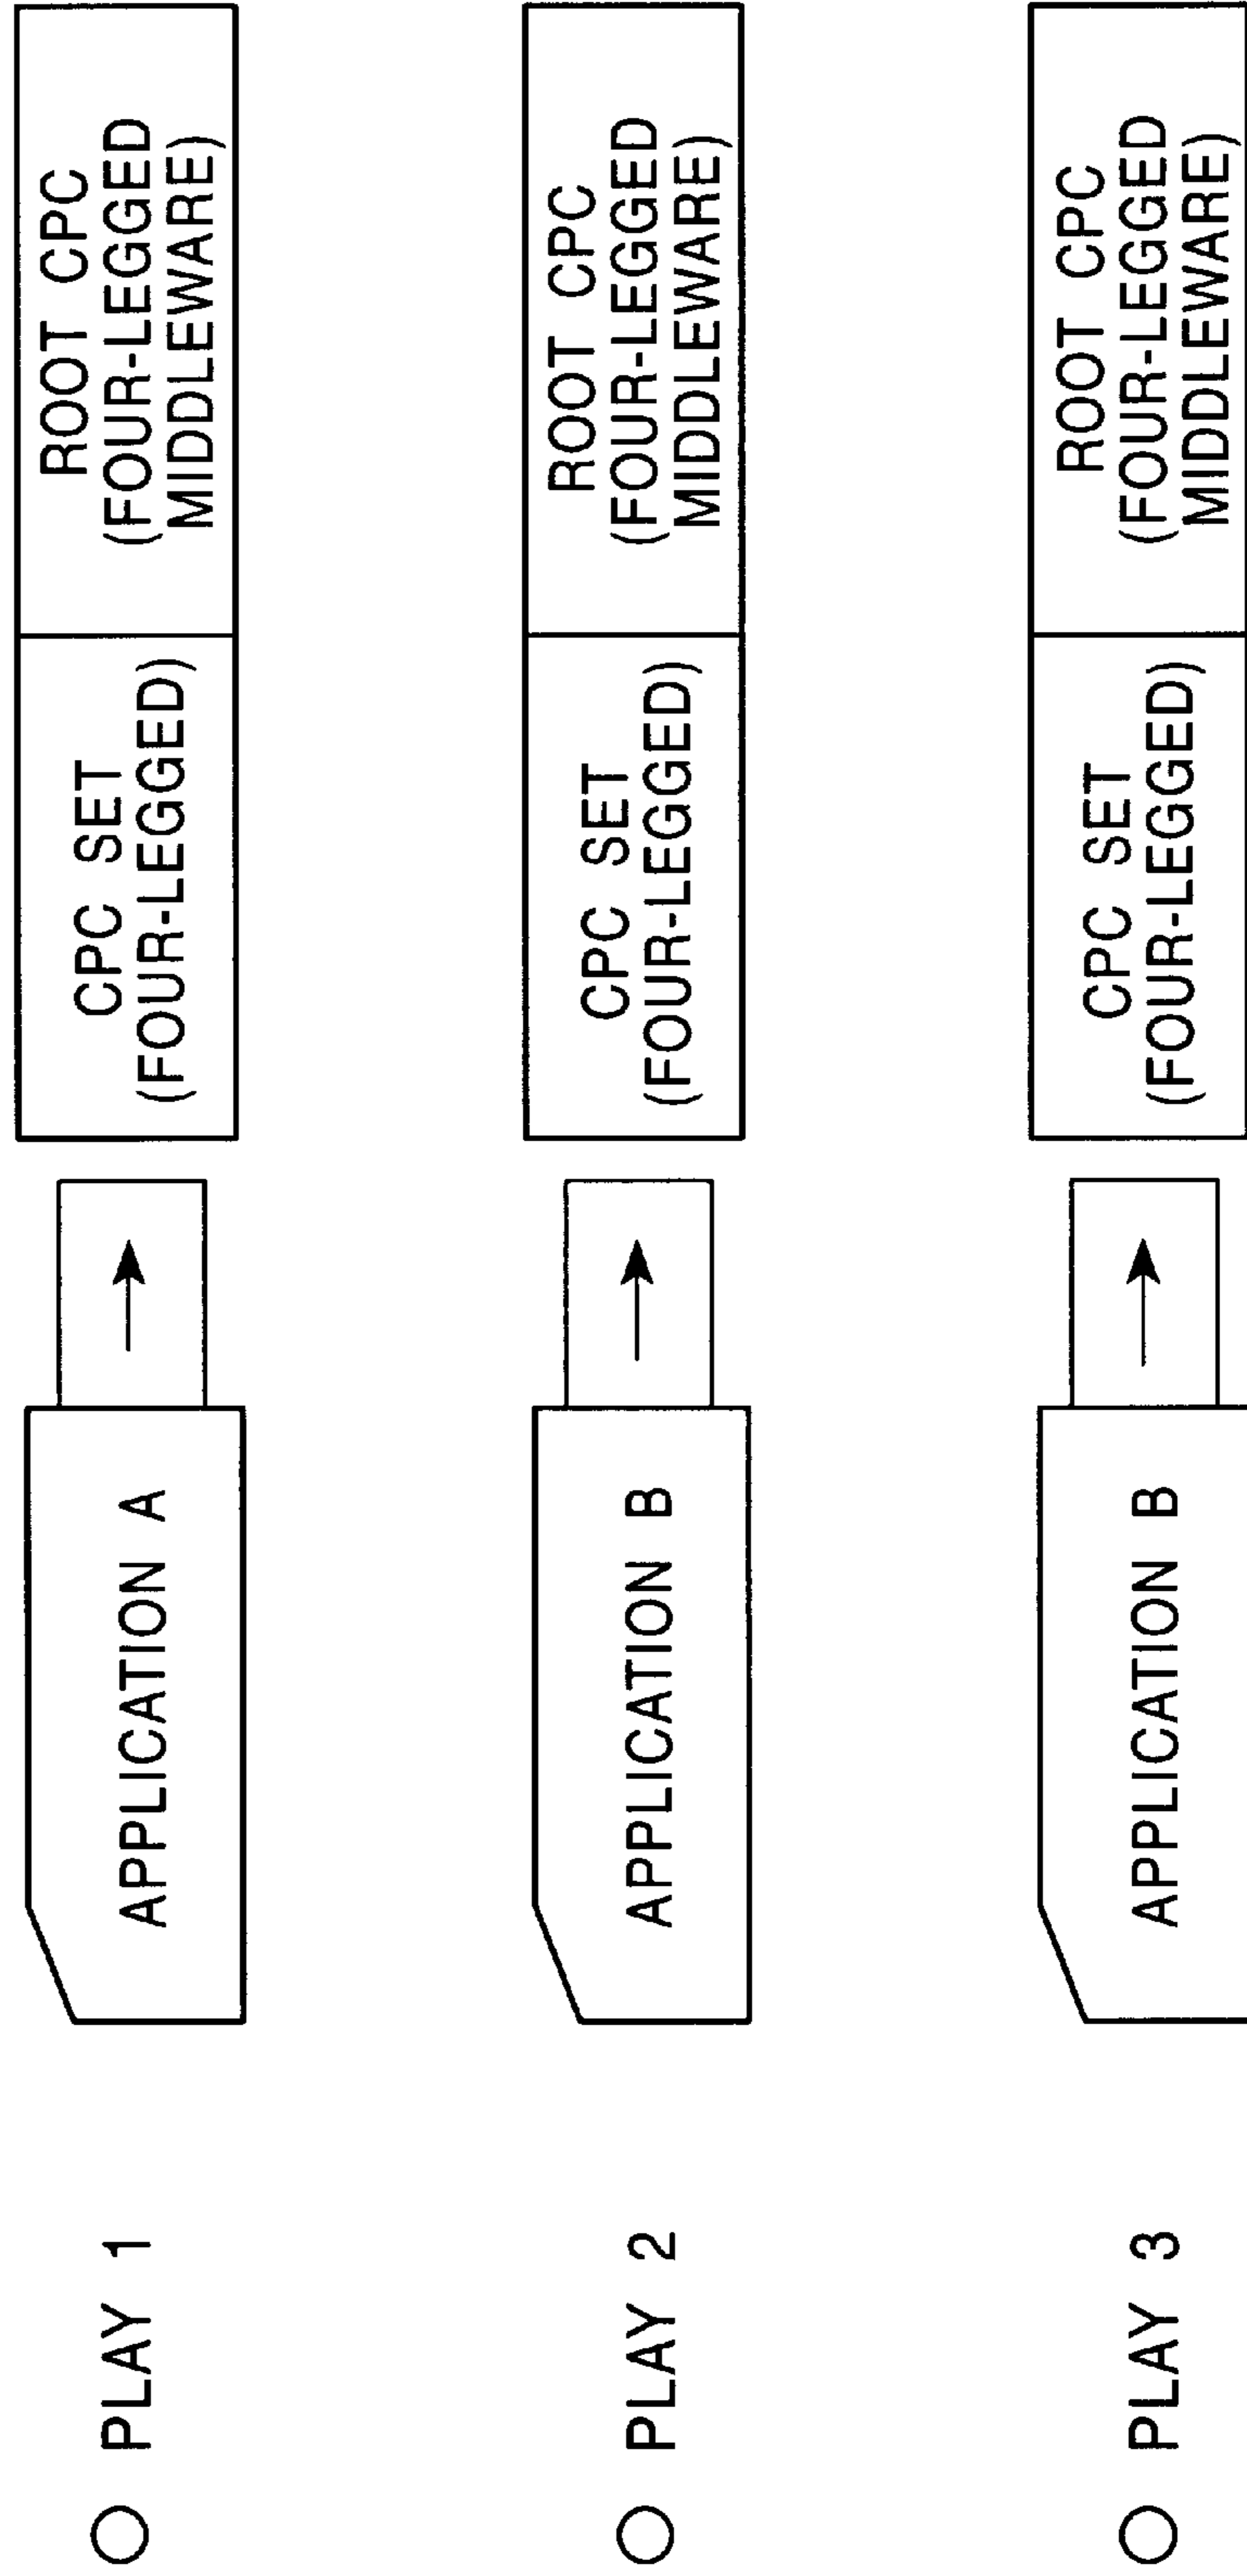 PLAY 1
APPLICATION A
CPC SET
(FOUR-LEGGED)
ROOT CPC
(FOUR-LEGGED
MIDDLEWARE)
PLAY 2
APPLICATION B
CPC SET
(FOUR-LEGGED)
ROOT CPC
(FOUR-LEGGED
MIDDLEWARE)
PLAY 3
APPLICATION B
CPC SET
(FOUR-LEGGED)
ROOT CPC
(FOUR-LEGGED
MIDDLEWARE)